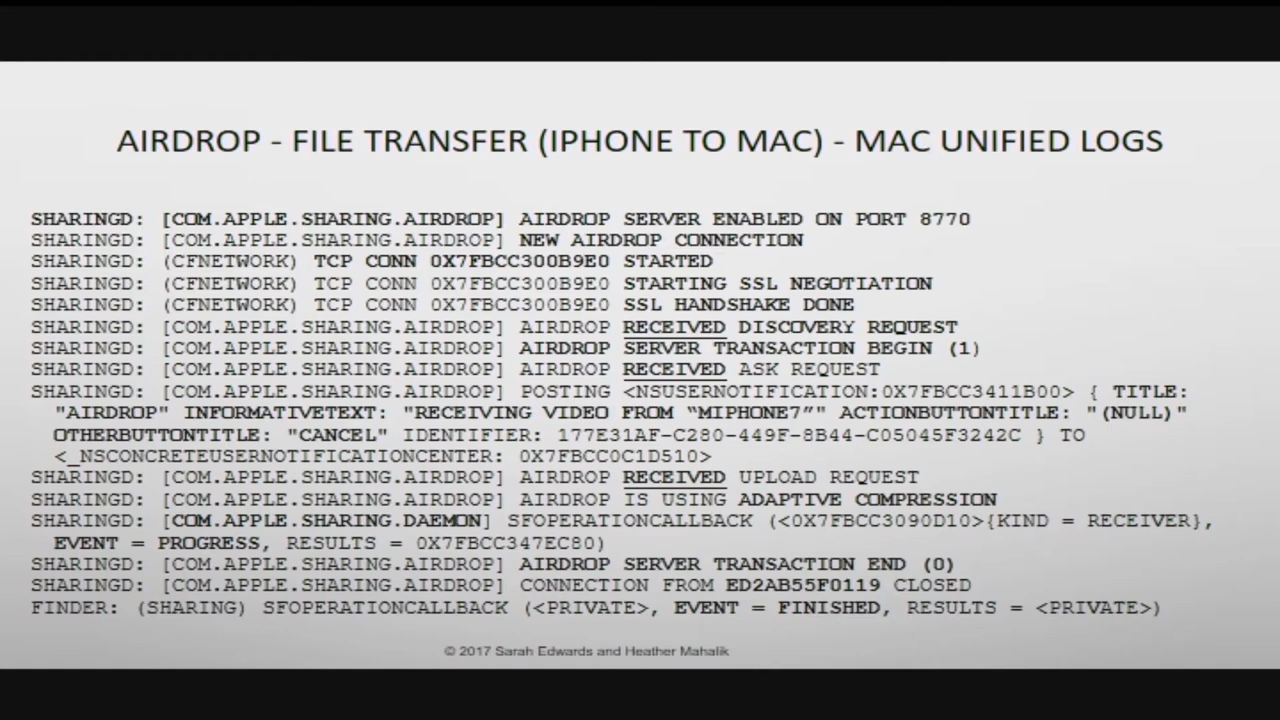 AIRDROP - FILE TRANSFER (IPHONE TO MAC) - MAC UNIFIED LOGS
SHARINGD: [COM.APPLE.SHARING.AIRDROP] AIRDROP SERVER ENABLED ON PORT 8770
SHARINGD: [COM.APPLE.SHARING.AIRDROP] NEW AIRDROP CONNECTION
SHARINGD: (CFNETWORK) TCP CONN 0X7FBCC300B9E0 STARTED
SHARINGD: (CFNETWORK) TCP CONN 0X7FBCC300B9E0 STARTING SSL NEGOTIATION
SHARINGD: (CFNETWORK) TCP CONN 0X7FBCC300B9E0 SSL HANDSHAKE DONE
SHARINGD: [COM.APPLE.SHARING.AIRDROP] AIRDROP RECEIVED DISCOVERY REQUEST
SHARINGD: [COM.APPLE.SHARING.AIRDROP] AIRDROP SERVER TRANSACTION BEGIN (1)
SHARINGD: [COM.APPLE.SHARING.AIRDROP] AIRDROP RECEIVED ASK REQUEST
SHARINGD: [COM.APPLE.SHARING.AIRDROP] POSTING <NSUSERNOTIFICATION:0X7FBCC3411B00> { TITLE:
"AIRDROP" INFORMATIVETEXT: "RECEIVING VIDEO FROM “MIPHONE7”" ACTIONBUTTONTITLE: "(NULL)"
OTHERBUTTONTITLE: "CANCEL" IDENTIFIER: 177E31AF-C280-449F-8B44-C05045F3242C } TO
<_NSCONCRETEUSERNOTIFICATIONCENTER: 0X7FBCC0C1D510>
SHARINGD: [COM.APPLE.SHARING.AIRDROP] AIRDROP RECEIVED UPLOAD REQUEST
SHARINGD: [COM.APPLE.SHARING.AIRDROP] AIRDROP IS USING ADAPTIVE COMPRESSION
SHARINGD: [COM.APPLE.SHARING.DAEMON] SFOPERATIONCALLBACK (<0X7FBCC3090D10>{KIND = RECEIVER},
EVENT = PROGRESS, RESULTS = 0X7FBCC347EC80)
SHARINGD: [COM.APPLE.SHARING.AIRDROP] AIRDROP SERVER TRANSACTION END (0)
SHARINGD: [COM.APPLE.SHARING.AIRDROP] CONNECTION FROM ED2AB55F0119 CLOSED
FINDER: (SHARING) SFOPERATIONCALLBACK (<PRIVATE>, EVENT = FINISHED, RESULTS = <PRIVATE>)
© 2017 Sarah Edwards and Heather Mahalik